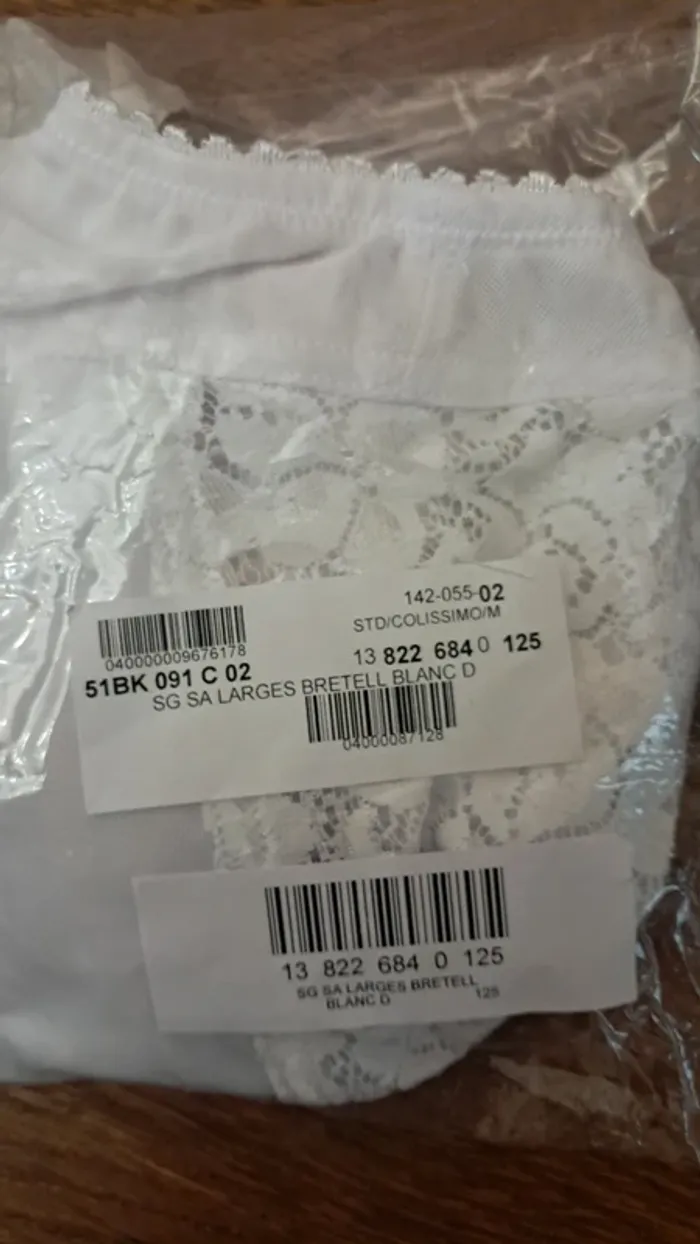 142-055-02
STD/COLISSIMO/M
040000009676178
13 822 684 0 125
51BK 091 C 02
SG SA LARGES BRETELL BLANC D
04000087128
13 822 684 0 125
SG SA LARGES BRETELL
BLANC D 125